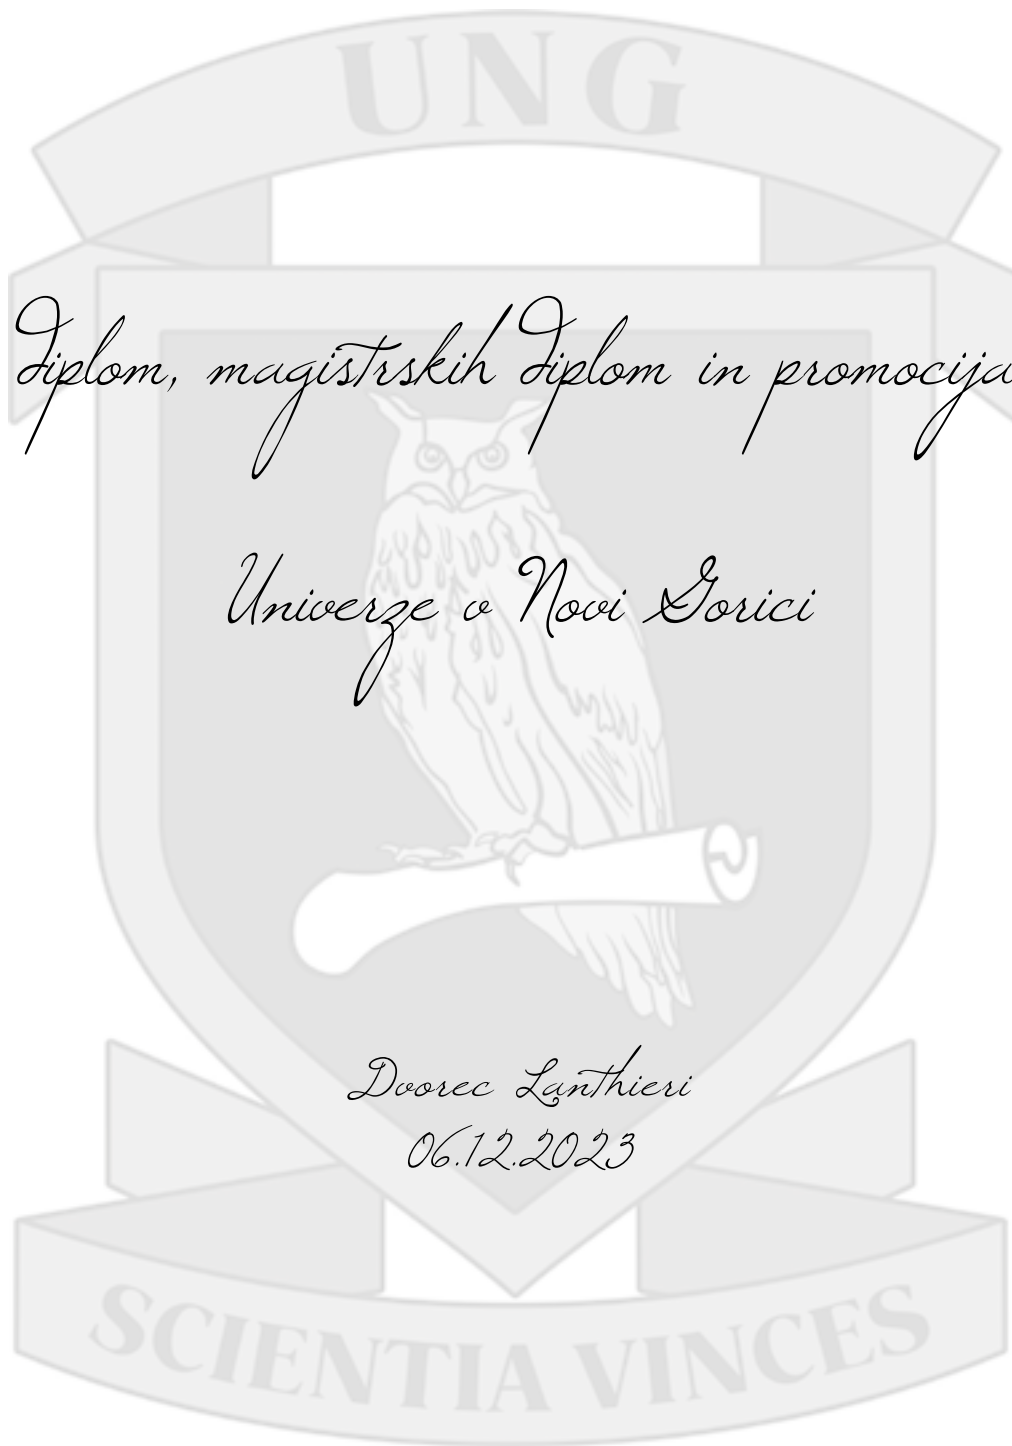 UNG
diplom, magistrskih diplom in promocija
Univerze v Novi Gorici
Dvorec Lanthieri
06.12.2023
SCIENTIA VINCES